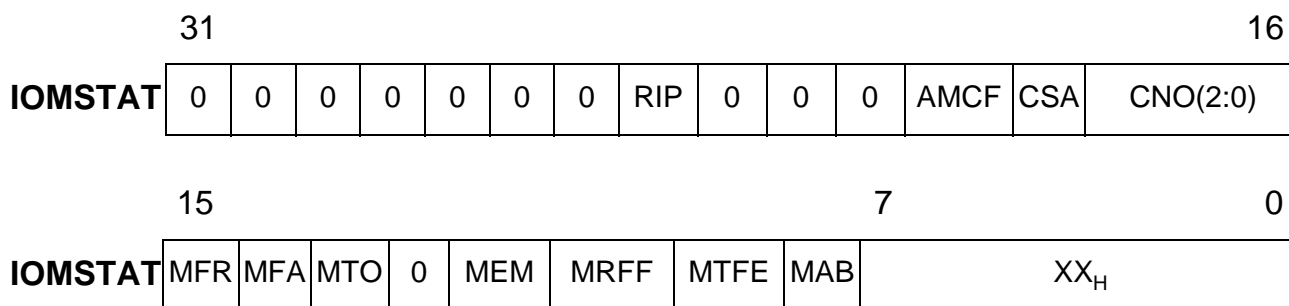 31 16
IOMSTAT 0 0 0 0 0 0 0 RIP 0 0 0 AMCF CSA CNO(2:0)
15 7 0
IOMSTAT MFR MFA MTO 0 MEM MRFF MTFE MAB XXH